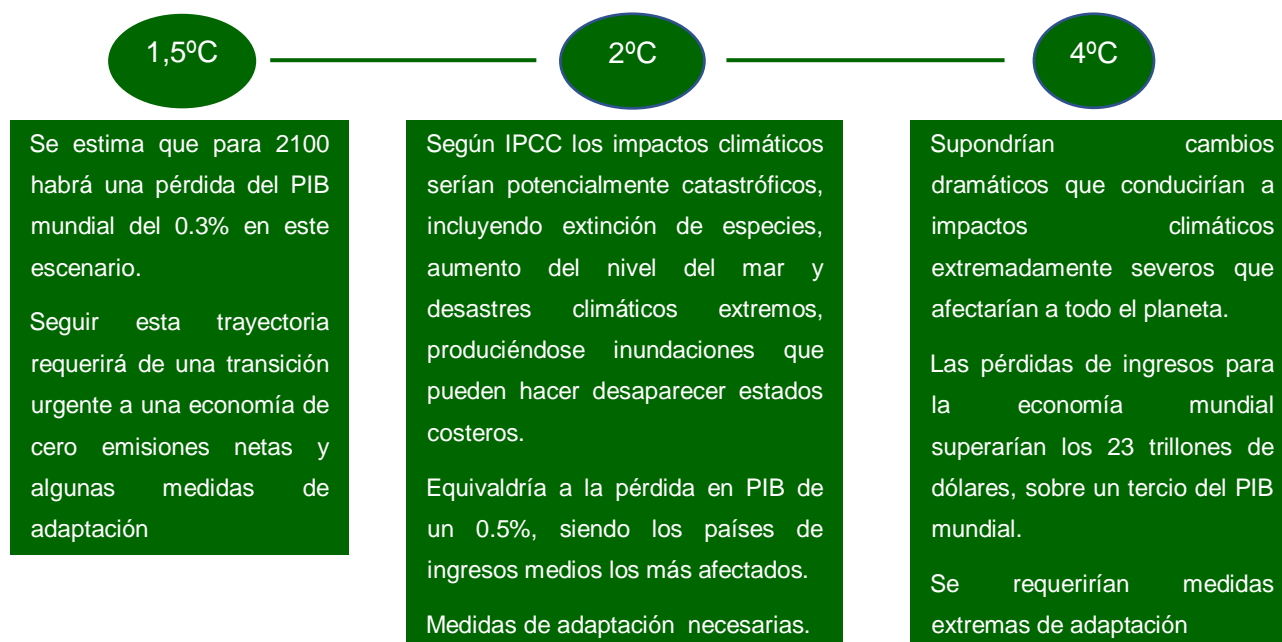 1,5ºC
2ºC
4ºC
Se estima que para 2100
habrá una pérdida del PIB
mundial del 0.3% en este
escenario.
Seguir esta trayectoria
requerirá de una transición
urgente a una economía de
cero emisiones netas y
algunas medidas de
adaptación
Según IPCC los impactos climáticos
serían potencialmente catastróficos,
incluyendo extinción de especies,
aumento del nivel del mar y
desastres climáticos extremos,
produciéndose inundaciones que
pueden hacer desaparecer estados
costeros.
Equivaldría a la pérdida en PIB de
un 0.5%, siendo los países de
ingresos medios los más afectados.
Medidas de adaptación necesarias.
Supondrían cambios
dramáticos que conducirían a
impactos climáticos
extremadamente severos que
afectarían a todo el planeta.
Las pérdidas de ingresos para
la economía mundial
superarían los 23 trillones de
dólares, sobre un tercio del PIB
mundial.
Se requerirían medidas
extremas de adaptación